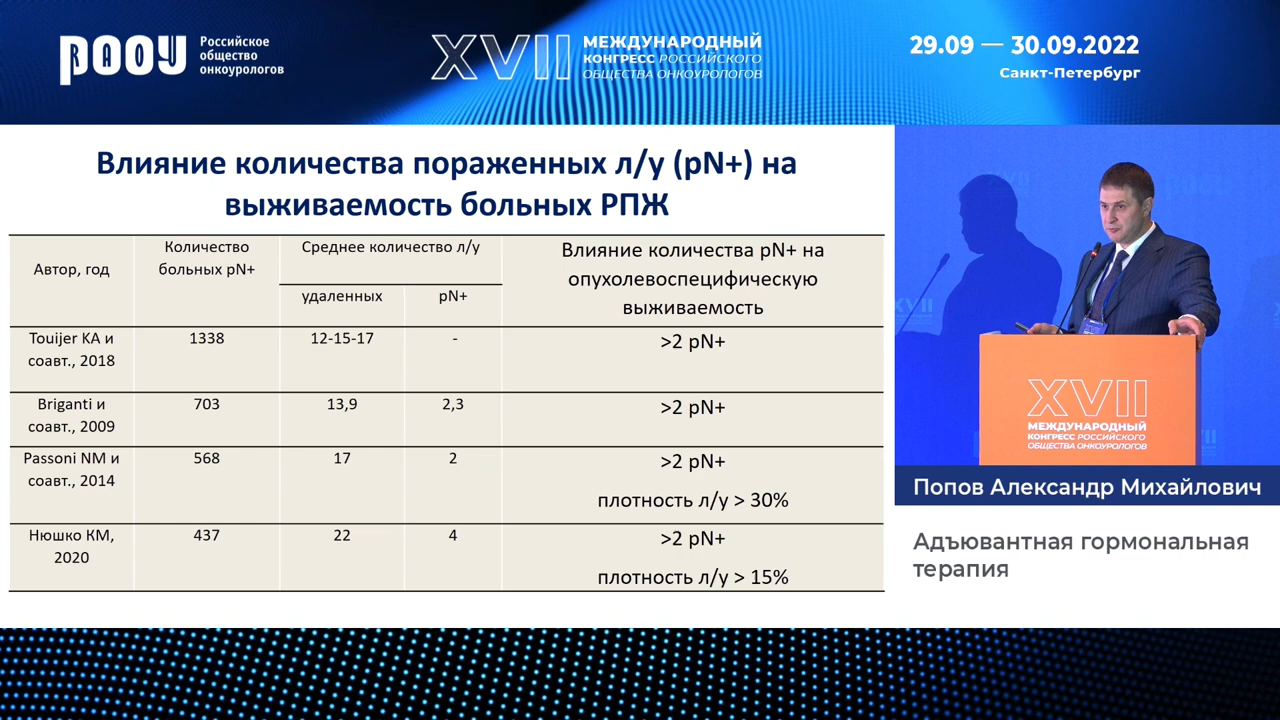 РАОУ
Российское
общество
онкоурологов
XVII
МЕЖДУНАРОДНЫЙ
КОНГРЕСС РОССИЙСКОГО
ОБЩЕСТВА ОНКОУРОЛОГОВ
29.09 — 30.09.2022
Санкт-Петербург
Влияние количества пораженных л/у (pN+) на
выживаемость больных РПЖ
Автор, год
Количество
больных pN+
Среднее количество л/у
удаленных
pN+
Влияние количества pN+ на
опухолевоспецифическую
выживаемость
Touijer KA и
соавт., 2018
1338
12-15-17
-
>2 pN+
Briganti и
соавт., 2009
703
13,9
2,3
>2 pN+
Passoni NM и
соавт., 2014
568
17
2
>2 pN+
плотность л/у > 30%
Нюшко КМ,
2020
437
22
4
>2 pN+
плотность л/у > 15%
XVII
РООУ
XVII
XVII
МЕЖДУНАРОДНЫЙ
КОНГРЕСС РОССИЙСКОГО
ОБЩЕСТВА ОНКОУРОЛОГОВ
Попов Александр Михайлович
Адъювантная гормональная
терапия